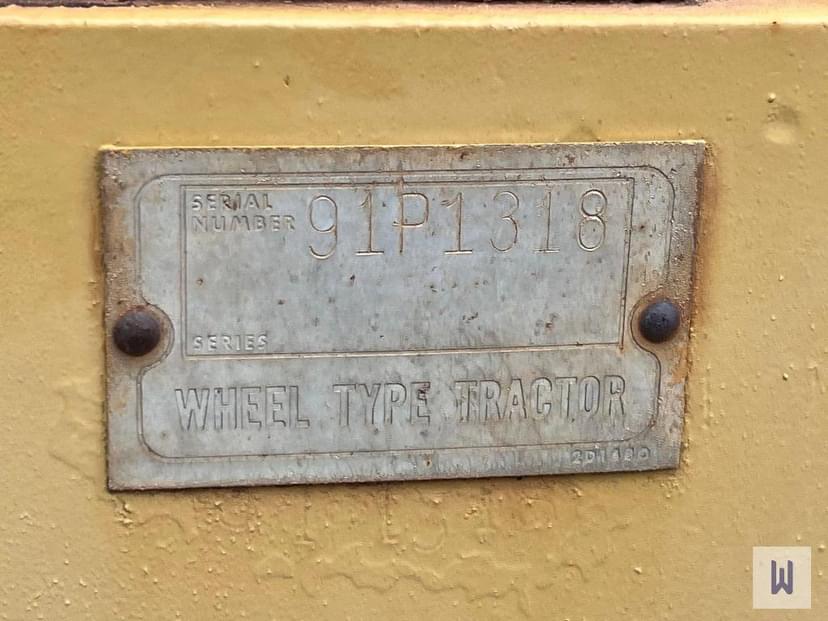 SERIAL
NUMBER 91P1318
SERIES
WHEEL TYPE TRACTOR
2D1480
W